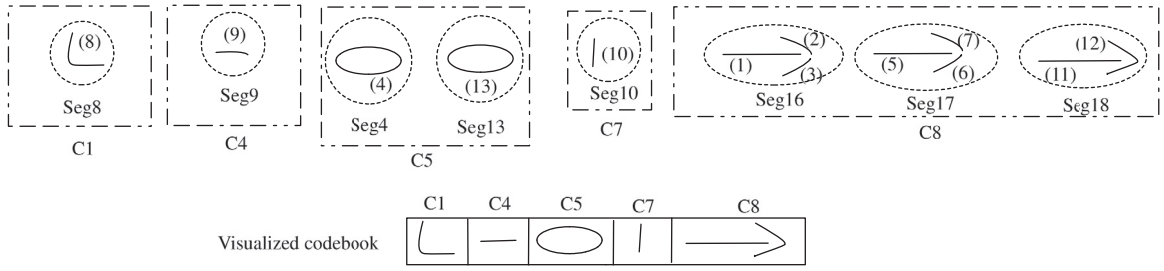 (8) (9) (4) (13) (10) (1) (2) (3) (5) (7) (6) (11) (12)
Seg8 Seg9 Seg4 Seg13 Seg10 Seg16 Seg17 Seg18
C1 C4 C5 C7 C8
C1 C4 C5 C7 C8
Visualized codebook